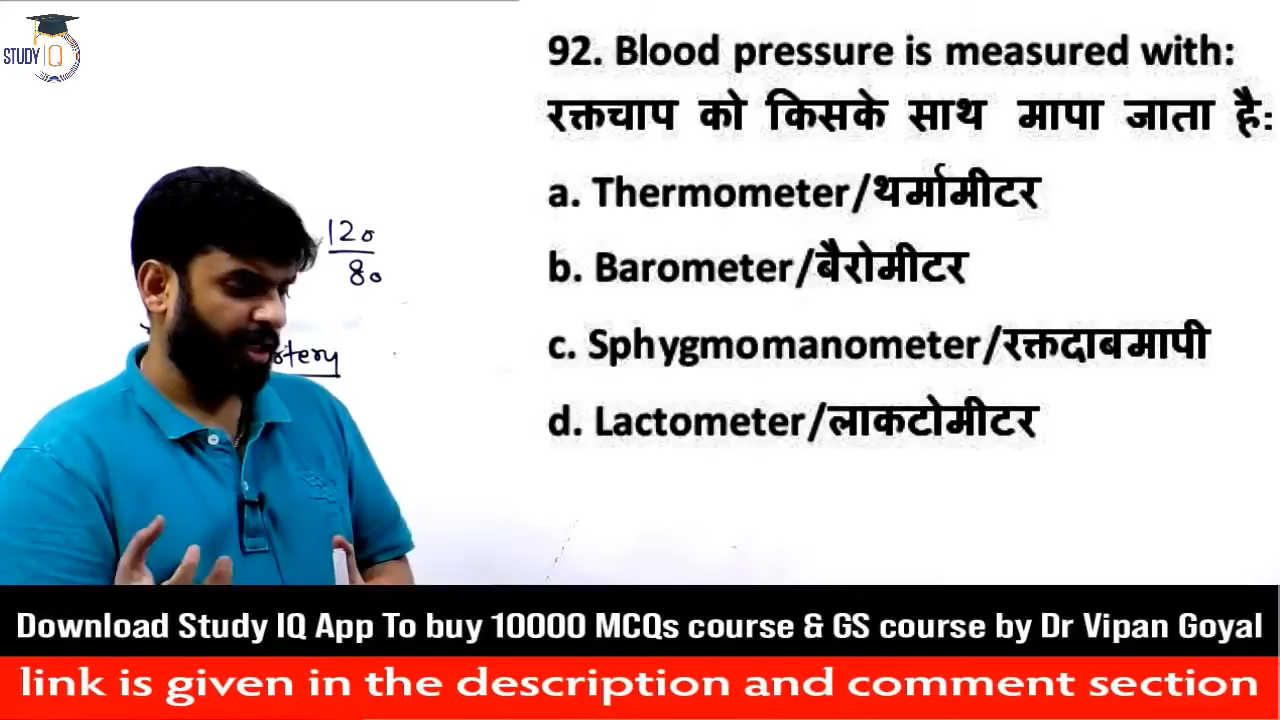 STUDY IQ
92. Blood pressure is measured with:
रक्तचाप को किसके साथ मापा जाता है:
a. Thermometer/थर्मामीटर
b. Barometer/बैरोमीटर
c. Sphygmomanometer/रक्तदाबमापी
d. Lactometer/लाकटोमीटर
120
80
rtery
Download Study IQ App To buy 10000 MCQs course & GS course by Dr Vipan Goyal
link is given in the description and comment section